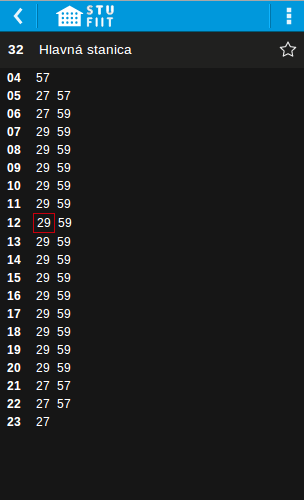 STU
FIIT
32 Hlavná stanica
04 57
05 27 57
06 27 59
07 29 59
08 29 59
09 29 59
10 29 59
11 29 59
12 29 59
13 29 59
14 29 59
15 29 59
16 29 59
17 29 59
18 29 59
19 29 59
20 29 59
21 27 57
22 27 57
23 27